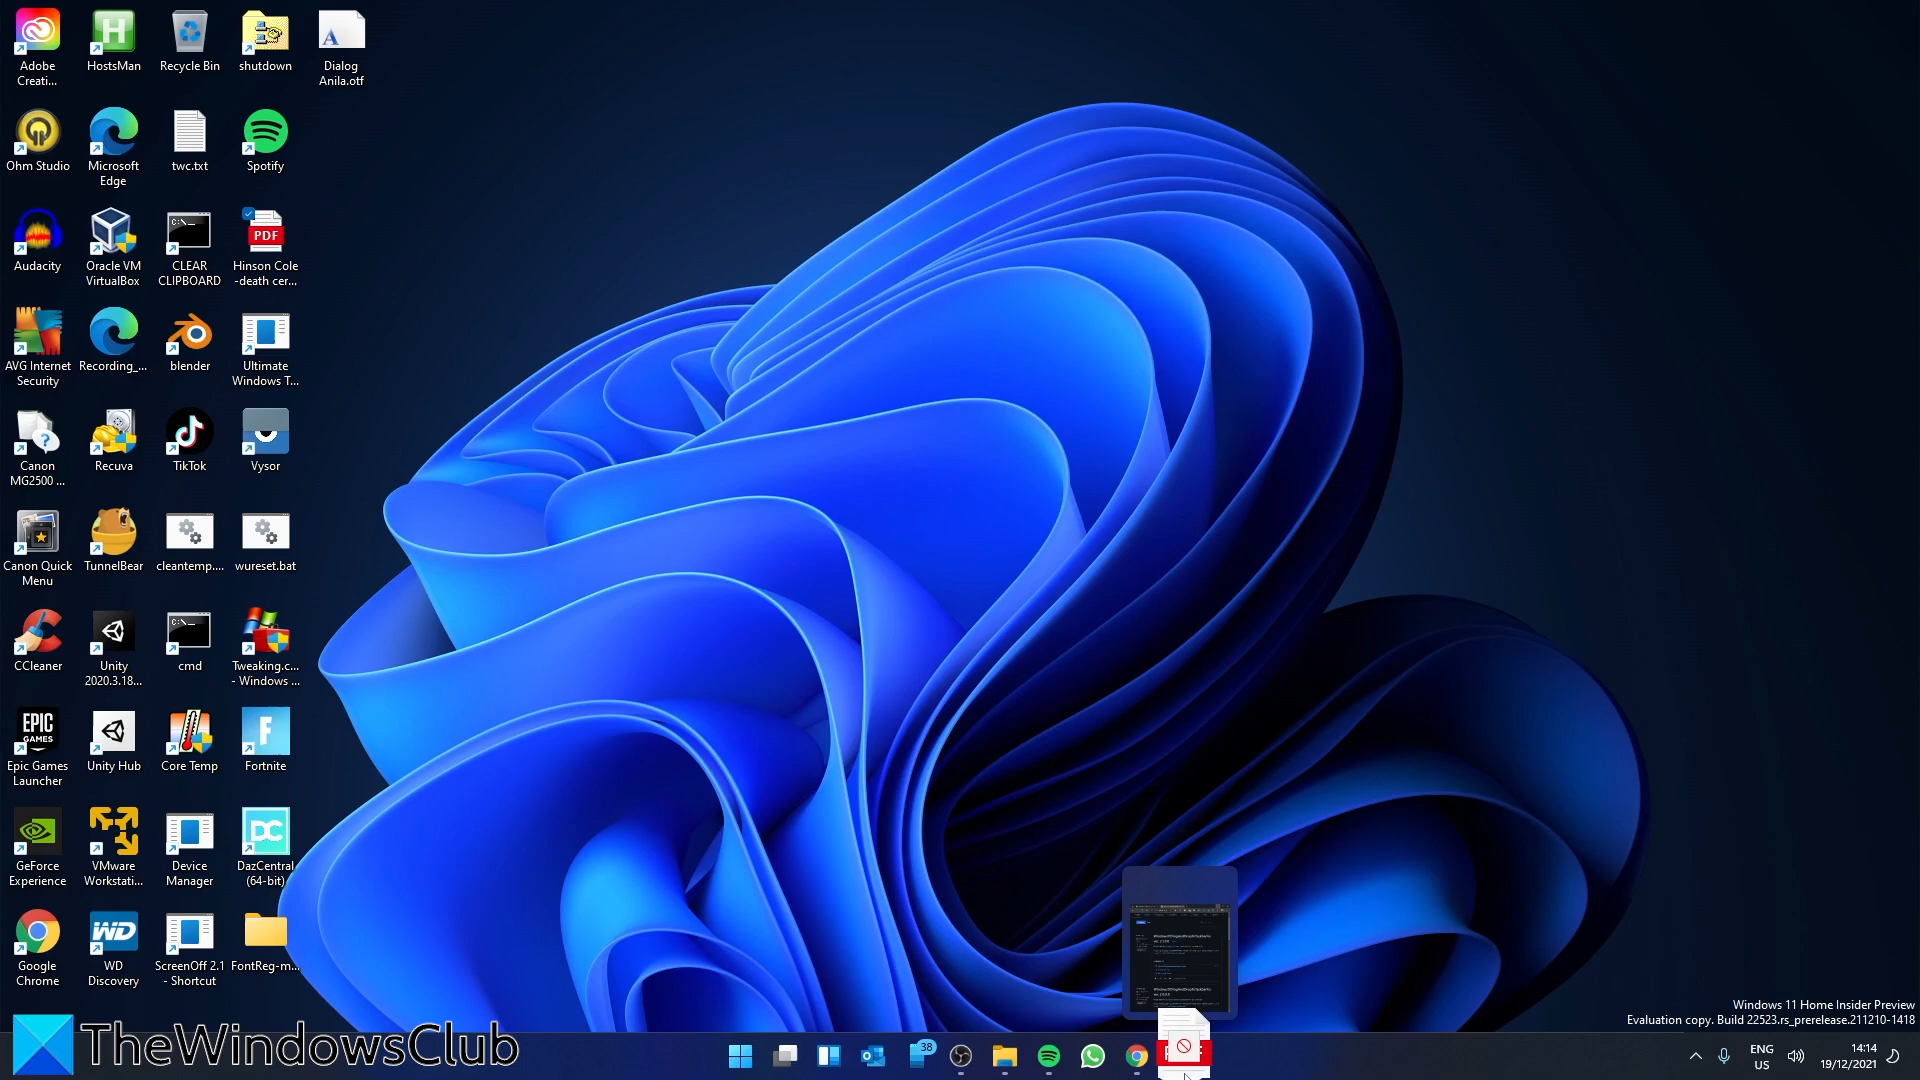 Adobe
Creati...
HostsMan
Recycle Bin
shutdown
Dialog
Anila.otf
Ohm Studio
Microsoft
Edge
twc.txt
Spotify
Audacity
Oracle VM
VirtualBox
CLEAR
CLIPBOARD
PDF
Hinson Cole
-death cer...
AVG Internet
Security
Recording_...
blender
Ultimate
Windows T...
Canon
MG2500 ...
Recuva
TikTok
Vysor
Canon Quick
Menu
TunnelBear
cleantemp....
wureset.bat
CCleaner
Unity
2020.3.18...
cmd
Tweaking.c...
- Windows ...
EPIC
GAMES
Epic Games
Launcher
Unity Hub
Core Temp
Fortnite
GeForce
Experience
VMware
Workstati...
Device
Manager
DC
DazCentral
(64-bit)
Google
Chrome
WD
WD
Discovery
ScreenOff 2.1
- Shortcut
FontReg-m...
TheWindowsClub
38
Windows 11 Home Insider Preview
Evaluation copy. Build 22523.rs_prerelease.211210-1418
ENG
US
14:14
19/12/2021